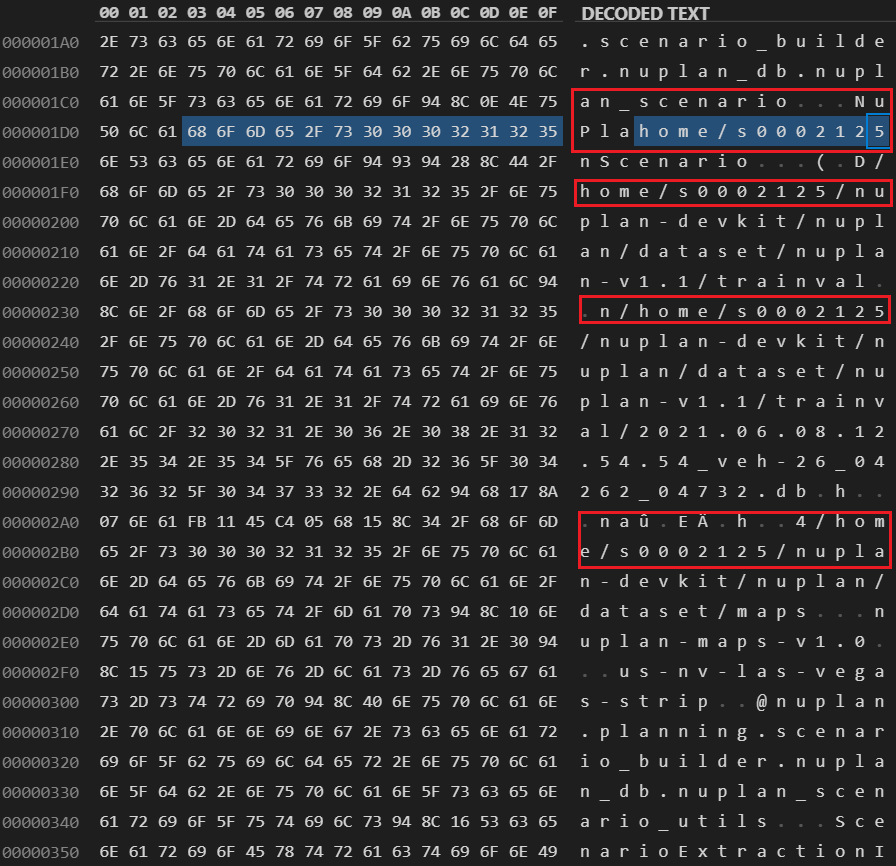 00 01 02 03 04 05 06 07 08 09 0A 0B 0C 0D 0E 0F DECODED TEXT
000001A0 2E 73 63 65 6E 61 72 69 6F 5F 62 75 69 6C 64 65 .scenario_builde
000001B0 72 2E 6E 75 70 6C 61 6E 5F 64 62 2E 6E 75 70 6C r.nuplan_db.nupl
000001C0 61 6E 5F 73 63 65 6E 61 72 69 6F 94 8C 0E 4E 75 an_scenario...Nu
000001D0 50 6C 61 68 6F 6D 65 2F 73 30 30 30 32 31 32 35 Plahome/s0002125
000001E0 6E 53 63 65 6E 61 72 69 6F 94 93 94 28 8C 44 2F nScenario...(.D/
000001F0 68 6F 6D 65 2F 73 30 30 30 32 31 32 35 2F 6E 75 home/s0002125/nu
00000200 70 6C 61 6E 2D 64 65 76 6B 69 74 2F 6E 75 70 6C plan-devkit/nupl
00000210 61 6E 2F 64 61 74 61 73 65 74 2F 6E 75 70 6C 61 an/dataset/nupla
00000220 6E 2D 76 31 2E 31 2F 74 72 61 69 6E 76 61 6C 94 n-v1.1/trainval.
00000230 8C 6E 2F 68 6F 6D 65 2F 73 30 30 30 32 31 32 35 .n/home/s0002125
00000240 2F 6E 75 70 6C 61 6E 2D 64 65 76 6B 69 74 2F 6E /nuplan-devkit/n
00000250 75 70 6C 61 6E 2F 64 61 74 61 73 65 74 2F 6E 75 uplan/dataset/nu
00000260 70 6C 61 6E 2D 76 31 2E 31 2F 74 72 61 69 6E 76 plan-v1.1/trainv
00000270 61 6C 2F 32 30 32 31 2E 30 36 2E 30 38 2E 31 32 al/2021.06.08.12
00000280 2E 35 34 2E 35 34 5F 76 65 68 2D 32 36 5F 30 34 .54.54_veh-26_04
00000290 32 36 32 5F 30 34 37 33 32 2E 64 62 94 68 17 8A 262_04732.db.h..
000002A0 07 6E 61 FB 11 45 C4 05 68 15 8C 34 2F 68 6F 6D .naû.EÄ.h..4/hom
000002B0 65 2F 73 30 30 30 32 31 32 35 2F 6E 75 70 6C 61 e/s0002125/nupla
000002C0 6E 2D 64 65 76 6B 69 74 2F 6E 75 70 6C 61 6E 2F n-devkit/nuplan/
000002D0 64 61 74 61 73 65 74 2F 6D 61 70 73 94 8C 10 6E dataset/maps...n
000002E0 75 70 6C 61 6E 2D 6D 61 70 73 2D 76 31 2E 30 94 uplan-maps-v1.0.
000002F0 8C 15 75 73 2D 6E 76 2D 6C 61 73 2D 76 65 67 61 ..us-nv-las-vega
00000300 73 2D 73 74 72 69 70 94 8C 40 6E 75 70 6C 61 6E s-strip..@nuplan
00000310 2E 70 6C 61 6E 6E 69 6E 67 2E 73 63 65 6E 61 72 .planning.scenar
00000320 69 6F 5F 62 75 69 6C 64 65 72 2E 6E 75 70 6C 61 io_builder.nupla
00000330 6E 5F 64 62 2E 6E 75 70 6C 61 6E 5F 73 63 65 6E n_db.nuplan_scen
00000340 61 72 69 6F 5F 75 74 69 6C 73 94 8C 16 53 63 65 ario_utils...Sce
00000350 6E 61 72 69 6F 45 78 74 72 61 63 74 69 6F 6E 49 narioExtractionI